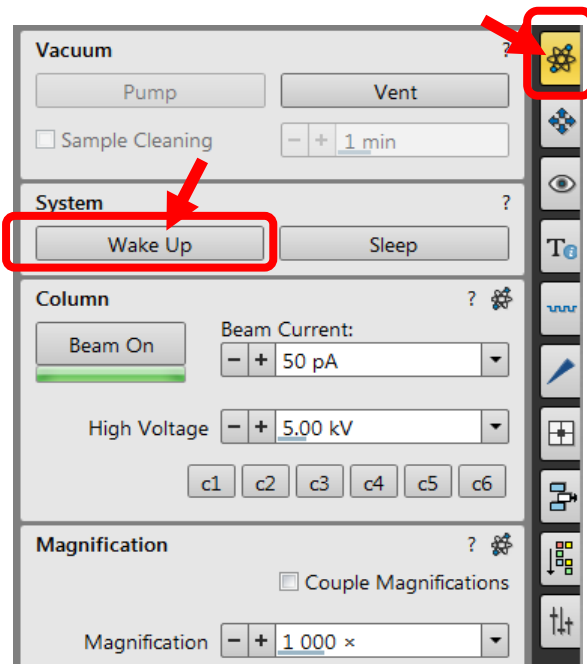 Vacuum ?
Pump Vent
Sample Cleaning − + 1 min
System ?
Wake Up Sleep
Column ?
Beam Current:
Beam On − + 50 pA
High Voltage − + 5.00 kV
c1 c2 c3 c4 c5 c6
Magnification ?
Couple Magnifications
Magnification − + 1 000 ×
T i